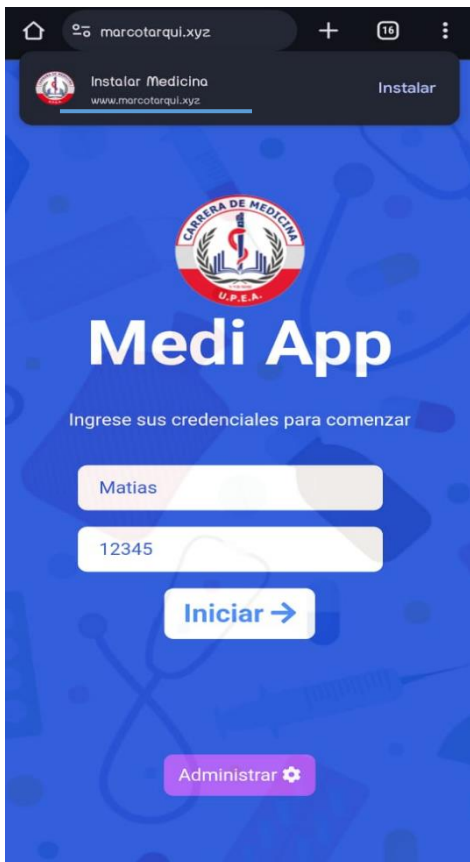 marcotarqui.xyz
16
Instalar Medicina
Instalar
www.marcotarqui.xyz
CARRERA DE MEDICINA
U.P.E.A.
Medi App
Ingrese sus credenciales para comenzar
Matias
12345
Iniciar
Administrar